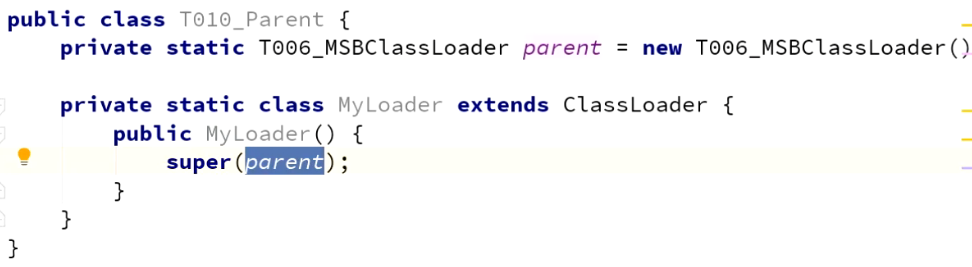 public class T010_Parent {
private static T006_MSBClassLoader parent = new T006_MSBClassLoader()
private static class MyLoader extends ClassLoader {
public MyLoader() {
super(parent);
}
}
}